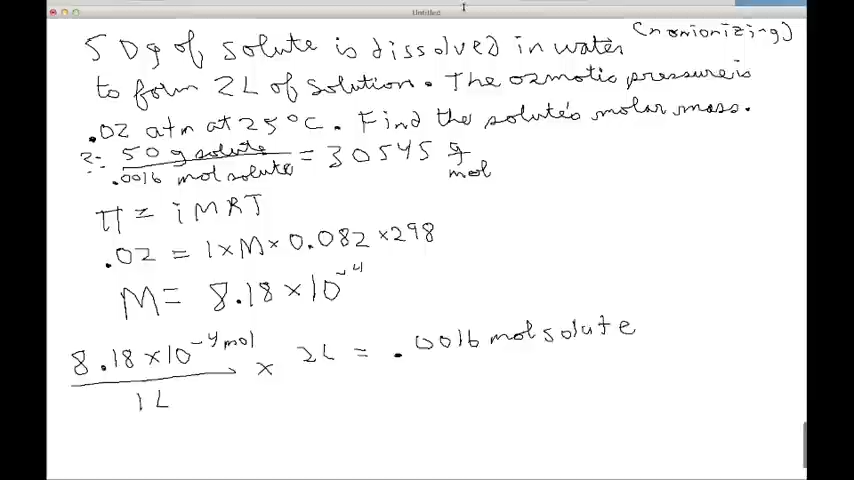 Untitled
50g of solute is dissolved in water (nonionizing)
to form 2L of solution. The ozmotic pressure is
.02 atm at 25°C. Find the solute's molar mass.
?= 50 g solute / .0016 mol solute = 30545 g/mol
π = iMRT
.02 = 1×M×0.082×298
M= 8.18×10⁻⁴
8.18×10⁻⁴ mol / 1L × 2L = .0016 mol solute